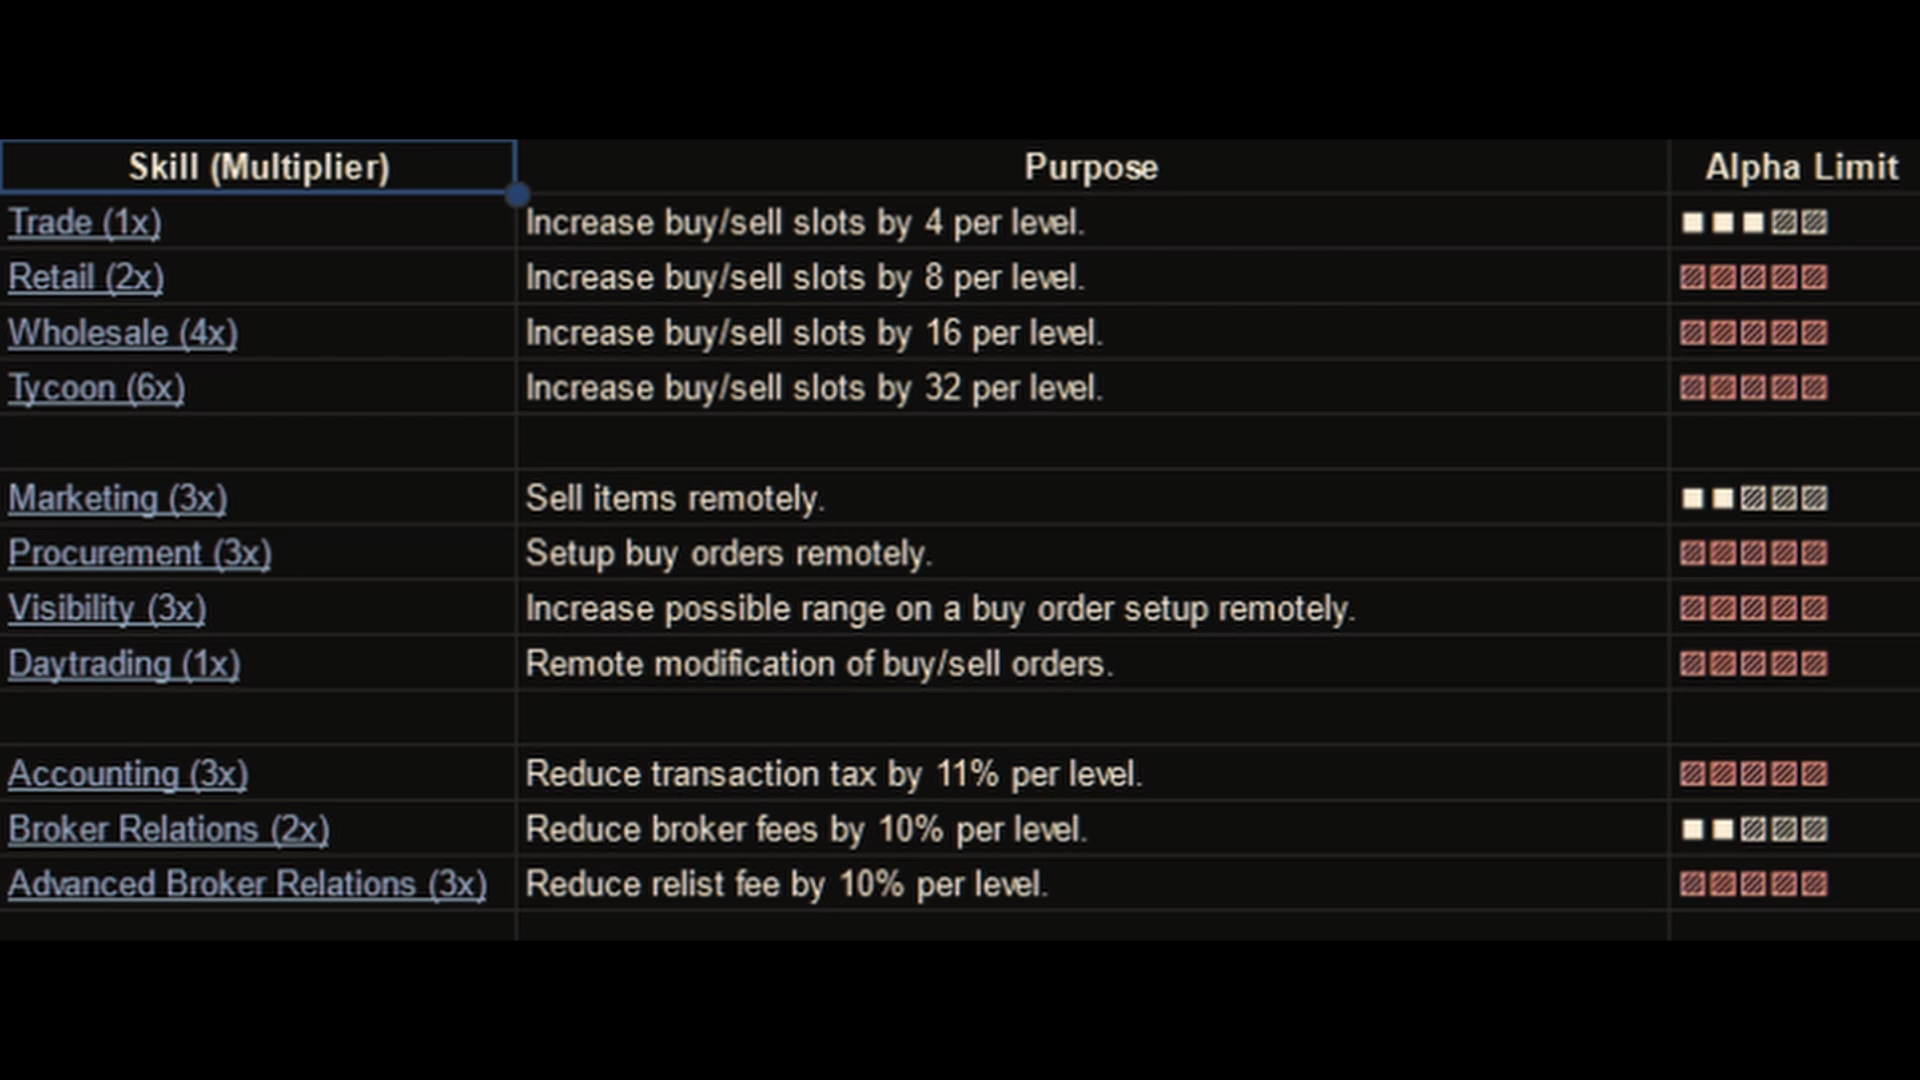 Skill (Multiplier) Purpose Alpha Limit
Trade (1x) Increase buy/sell slots by 4 per level.
Retail (2x) Increase buy/sell slots by 8 per level.
Wholesale (4x) Increase buy/sell slots by 16 per level.
Tycoon (6x) Increase buy/sell slots by 32 per level.
Marketing (3x) Sell items remotely.
Procurement (3x) Setup buy orders remotely.
Visibility (3x) Increase possible range on a buy order setup remotely.
Daytrading (1x) Remote modification of buy/sell orders.
Accounting (3x) Reduce transaction tax by 11% per level.
Broker Relations (2x) Reduce broker fees by 10% per level.
Advanced Broker Relations (3x) Reduce relist fee by 10% per level.